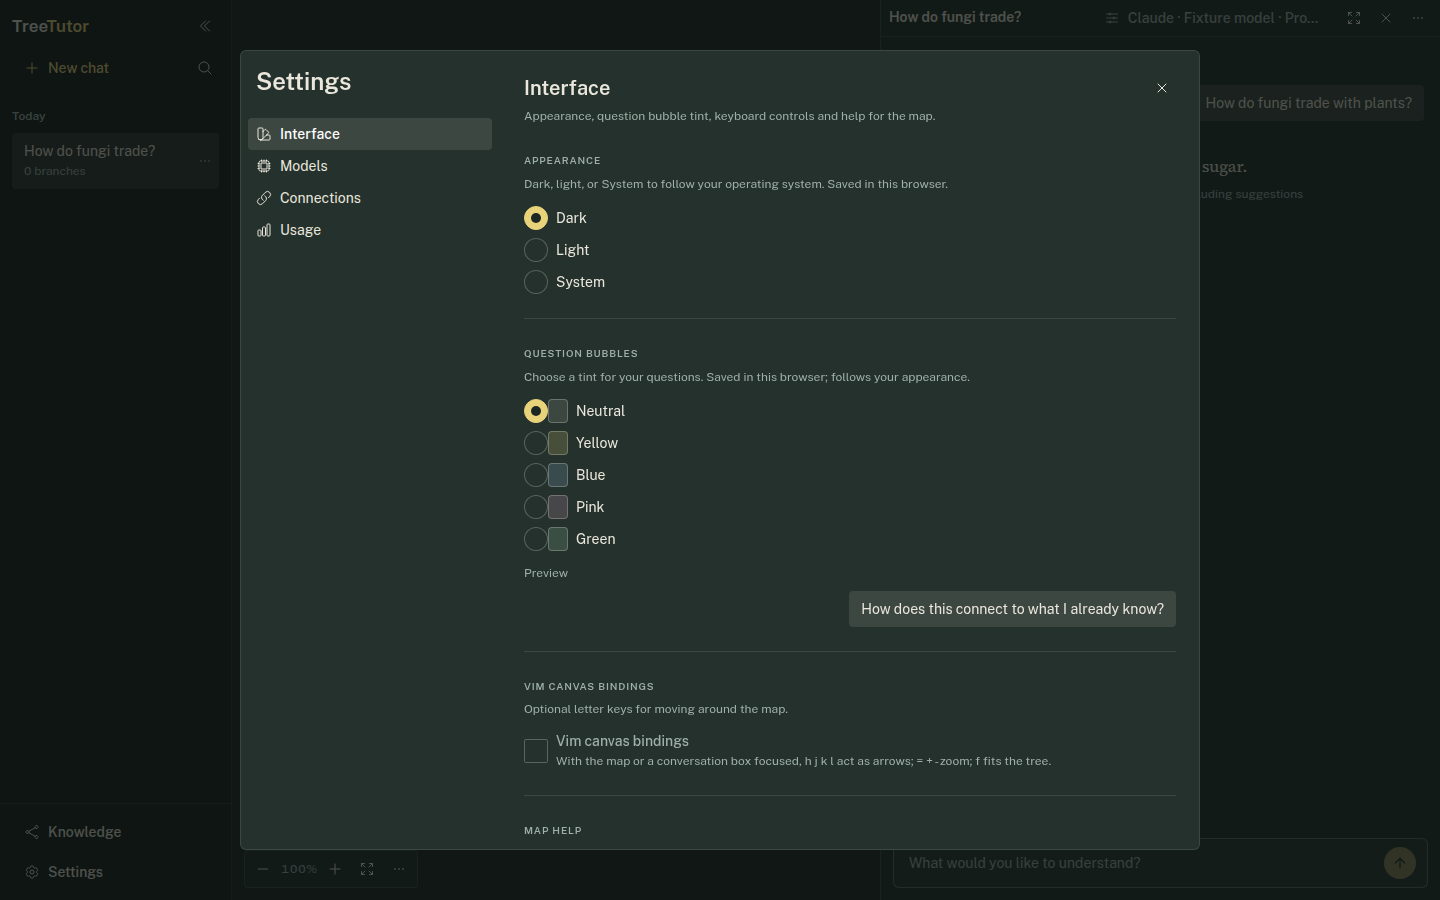 TreeTutor
New chat
Today
How do fungi trade?
0 branches
Knowledge
Settings
Settings
Interface
Models
Connections
Usage
Interface
Appearance, question bubble tint, keyboard controls and help for the map.
APPEARANCE
Dark, light, or System to follow your operating system. Saved in this browser.
Dark
Light
System
QUESTION BUBBLES
Choose a tint for your questions. Saved in this browser; follows your appearance.
Neutral
Yellow
Blue
Pink
Green
Preview
How does this connect to what I already know?
VIM CANVAS BINDINGS
Optional letter keys for moving around the map.
Vim canvas bindings
With the map or a conversation box focused, h j k l act as arrows; = + - zoom; f fits the tree.
MAP HELP
100%
How do fungi trade?
Claude · Fixture model · Pro...
How do fungi trade with plants?
sugar.
uding suggestions
What would you like to understand?